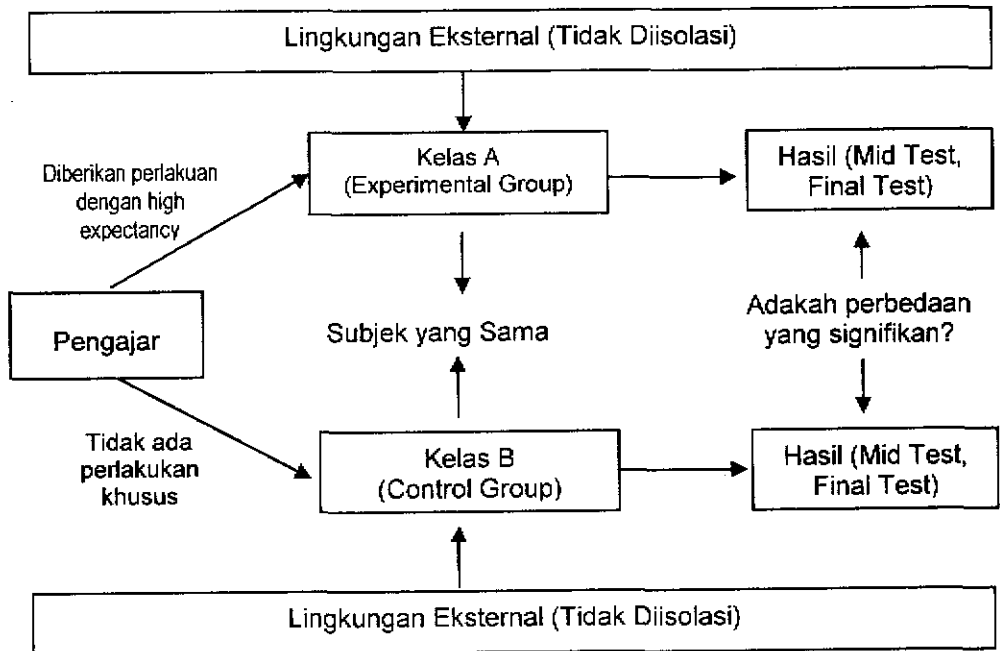 Lingkungan Eksternal (Tidak Diisolasi)
Diberikan perlakuan
dengan high
expectancy
Kelas A
(Experimental Group)
Hasil (Mid Test,
Final Test)
Pengajar
Subjek yang Sama
Adakah perbedaan
yang signifikan?
Tidak ada
perlakukan
khusus
Kelas B
(Control Group)
Hasil (Mid Test,
Final Test)
Lingkungan Eksternal (Tidak Diisolasi)